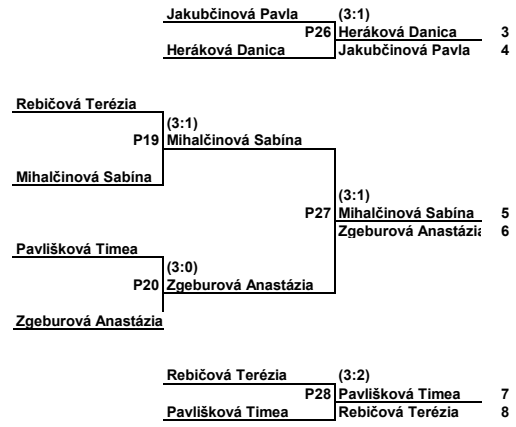 Jakubčinová Pavla (3:1)
P26 Heráková Danica 3
Heráková Danica Jakubčinová Pavla 4
Rebičová Terézia
(3:1)
P19 Mihalčinová Sabína
Mihalčinová Sabína
(3:1)
P27 Mihalčinová Sabína 5
Zgeburová Anastázia 6
Pavlišková Timea
(3:0)
P20 Zgeburová Anastázia
Zgeburová Anastázia
Rebičová Terézia (3:2)
P28 Pavlišková Timea 7
Pavlišková Timea Rebičová Terézia 8